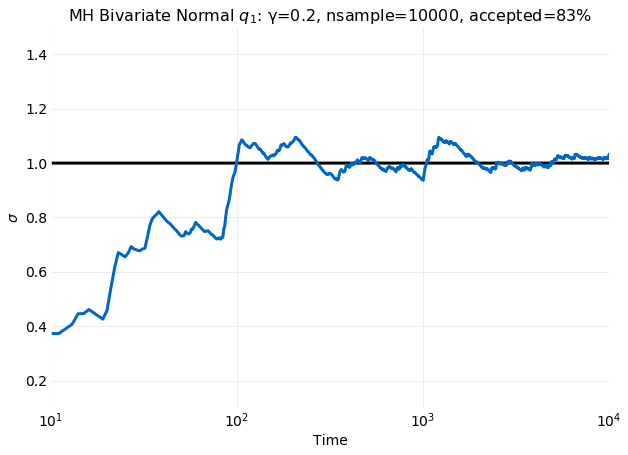 MH Bivariate Normal q₁: γ=0.2, nsample=10000, accepted=83%
1.4
1.2
1.0
0.8
0.6
0.4
0.2
σ
10¹ 10² 10³ 10⁴
Time